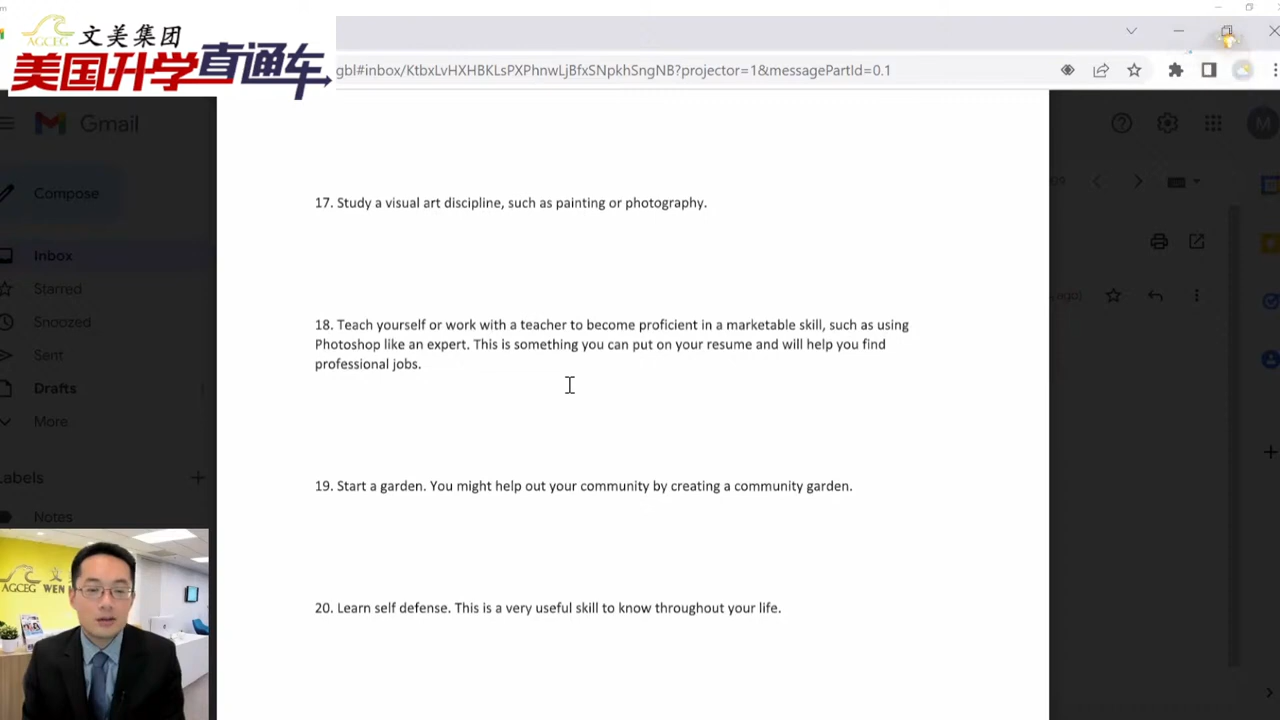 AGCEG 文美集团
美国升学直通车
gbl#inbox/KtbxLvHXHBKLsPXPhnwLjBfxSNpkhSngNB?projector=1&messagePartId=0.1
Gmail
M
Compose
Inbox
Starred
Snoozed
Sent
Drafts
More
Labels
Notes
09
ago)
17. Study a visual art discipline, such as painting or photography.
18. Teach yourself or work with a teacher to become proficient in a marketable skill, such as using
Photoshop like an expert. This is something you can put on your resume and will help you find
professional jobs.
19. Start a garden. You might help out your community by creating a community garden.
20. Learn self defense. This is a very useful skill to know throughout your life.
AGCEG WEN
文